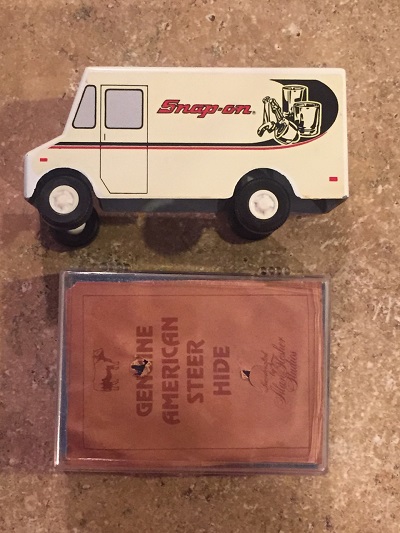 Snap-on
GENUINE
AMERICAN
STEER
HIDE